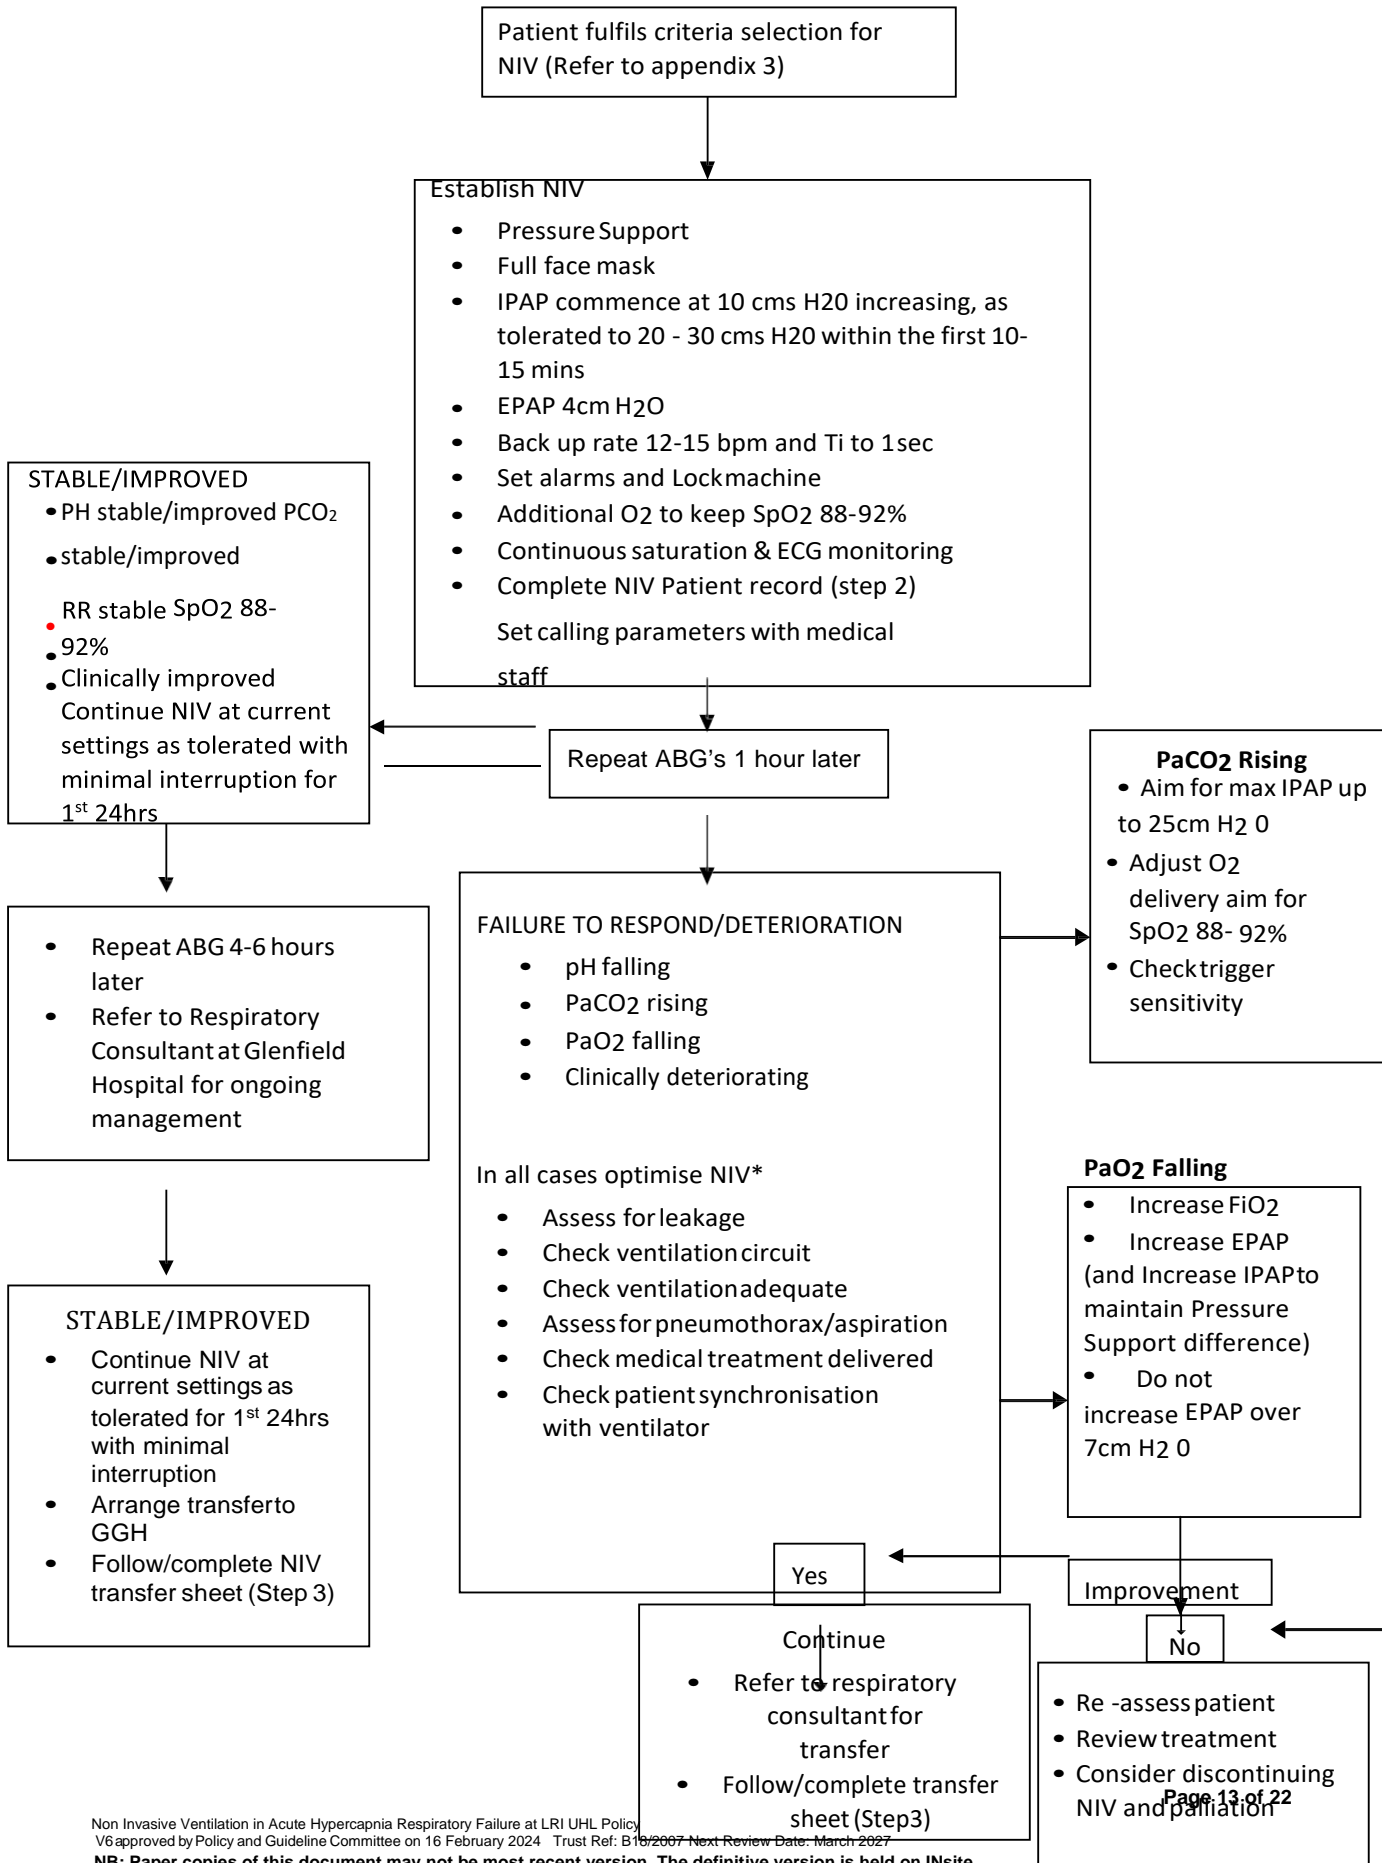 Patient fulfils criteria selection for
NIV (Refer to appendix 3)
Establish NIV
• Pressure Support
• Full face mask
• IPAP commence at 10 cms H20 increasing, as
tolerated to 20 - 30 cms H20 within the first 10-
15 mins
• EPAP 4cm H2O
• Back up rate 12-15 bpm and Ti to 1sec
• Set alarms and Lockmachine
• Additional O2 to keep SpO2 88-92%
• Continuous saturation & ECG monitoring
• Complete NIV Patient record (step 2)
Set calling parameters with medical
staff
STABLE/IMPROVED
• PH stable/improved PCO2
• stable/improved
• RR stable SpO2 88-
• 92%
• Clinically improved
Continue NIV at current
settings as tolerated with
minimal interruption for
1st 24hrs
Repeat ABG's 1 hour later
PaCO2 Rising
• Aim for max IPAP up
to 25cm H2 0
• Adjust O2
delivery aim for
SpO2 88- 92%
• Check trigger
sensitivity
• Repeat ABG 4-6 hours
later
• Refer to Respiratory
Consultant at Glenfield
Hospital for ongoing
management
FAILURE TO RESPOND/DETERIORATION
• pH falling
• PaCO2 rising
• PaO2 falling
• Clinically deteriorating
In all cases optimise NIV*
• Assess for leakage
• Check ventilation circuit
• Check ventilation adequate
• Assess for pneumothorax/aspiration
• Check medical treatment delivered
• Check patient synchronisation
with ventilator
PaO2 Falling
• Increase FiO2
• Increase EPAP
(and Increase IPAP to
maintain Pressure
Support difference)
• Do not
increase EPAP over
7cm H2 0
STABLE/IMPROVED
• Continue NIV at
current settings as
tolerated for 1st 24hrs
with minimal
interruption
• Arrange transfer to
GGH
• Follow/complete NIV
transfer sheet (Step 3)
Yes
Improvement
No
Continue
• Refer to respiratory
consultant for
transfer
• Follow/complete transfer
sheet (Step3)
• Re -assess patient
• Review treatment
• Consider discontinuing
NIV and palliation
Page 13 of 22
Non Invasive Ventilation in Acute Hypercapnia Respiratory Failure at LRI UHL Policy
V6 approved by Policy and Guideline Committee on 16 February 2024 Trust Ref: B18/2007 Next Review Date: March 2027
NB: Paper copies of this document may not be most recent version. The definitive version is held on INsite